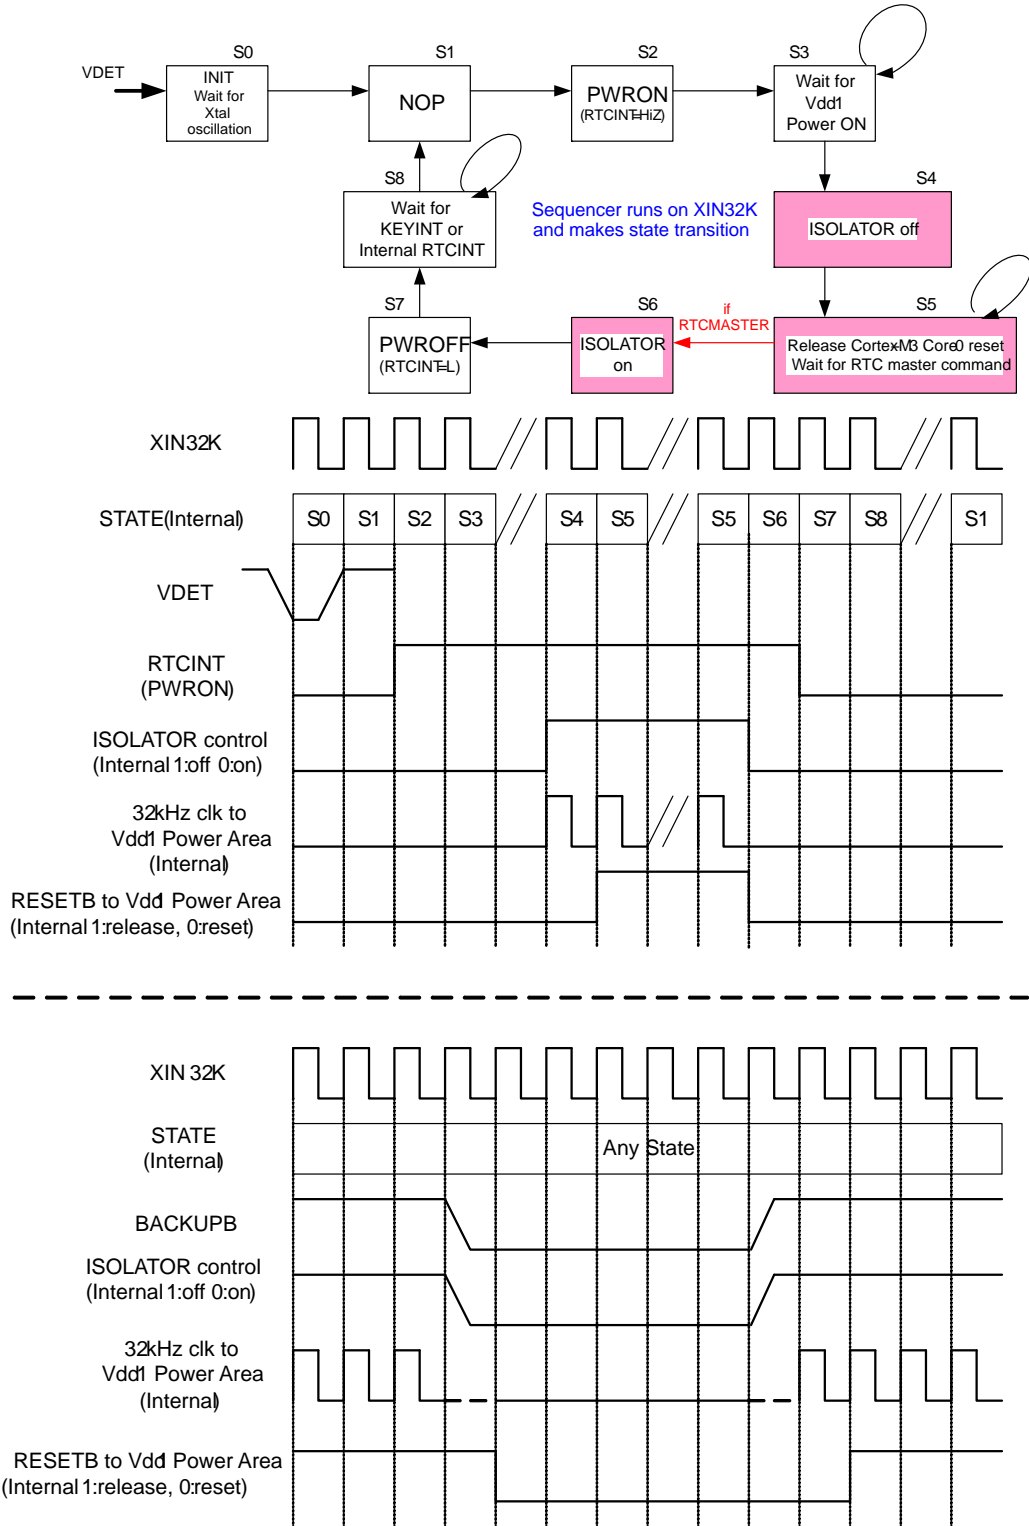 S0
S1
S2
S3
VDET
INIT
Wait for
Xtal
oscillation
NOP
PWRON
(RTCINT=HiZ)
Wait for
Vdd1
Power ON
S8
S4
Wait for
KEYINT or
Internal RTCINT
Sequencer runs on XIN32K
and makes state transition
ISOLATOR off
S7
S6
if
RTCMASTER
S5
PWROFF
(RTCINT=L)
ISOLATOR
on
Release Cortex-M3 Core0 reset
Wait for RTC master command
XIN32K
STATE(Internal)
S0 S1 S2 S3 S4 S5 S5 S6 S7 S8 S1
VDET
RTCINT
(PWRON)
ISOLATOR control
(Internal 1:off 0:on)
32kHz clk to
Vdd1 Power Area
(Internal)
RESETB to Vdd1 Power Area
(Internal 1:release, 0:reset)
XIN 32K
STATE
(Internal)
Any State
BACKUPB
ISOLATOR control
(Internal 1:off 0:on)
32kHz clk to
Vdd1 Power Area
(Internal)
RESETB to Vdd1 Power Area
(Internal 1:release, 0:reset)